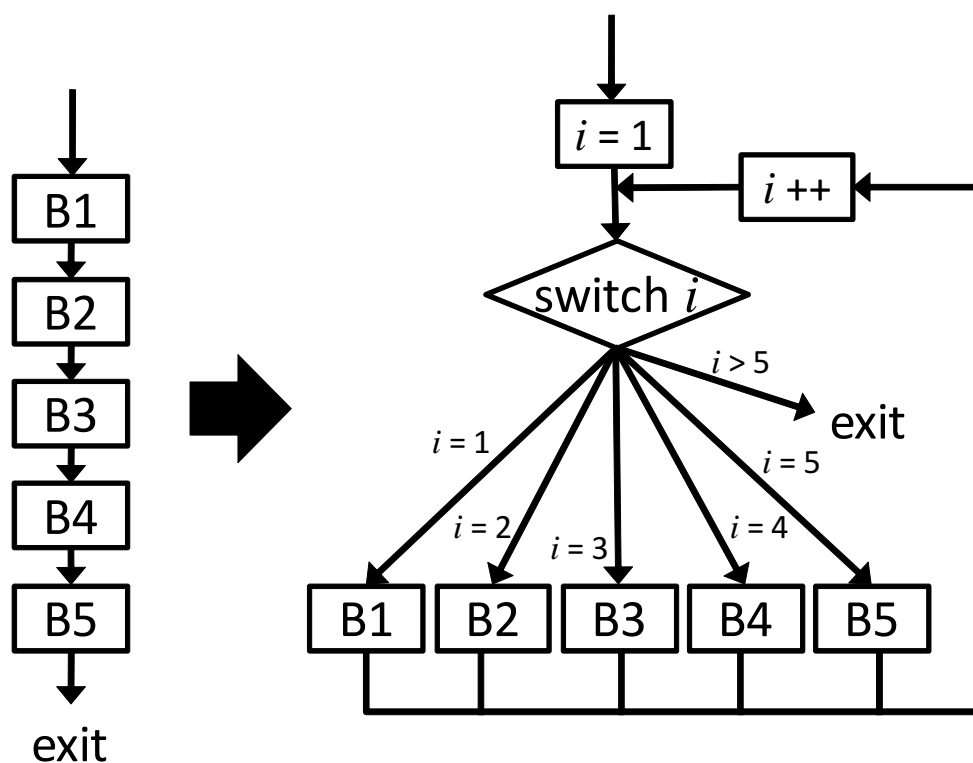 B1
B2
B3
B4
B5
exit
i = 1
i ++
switch i
i > 5
exit
i = 1
i = 5
i = 2
i = 3
i = 4
B1
B2
B3
B4
B5